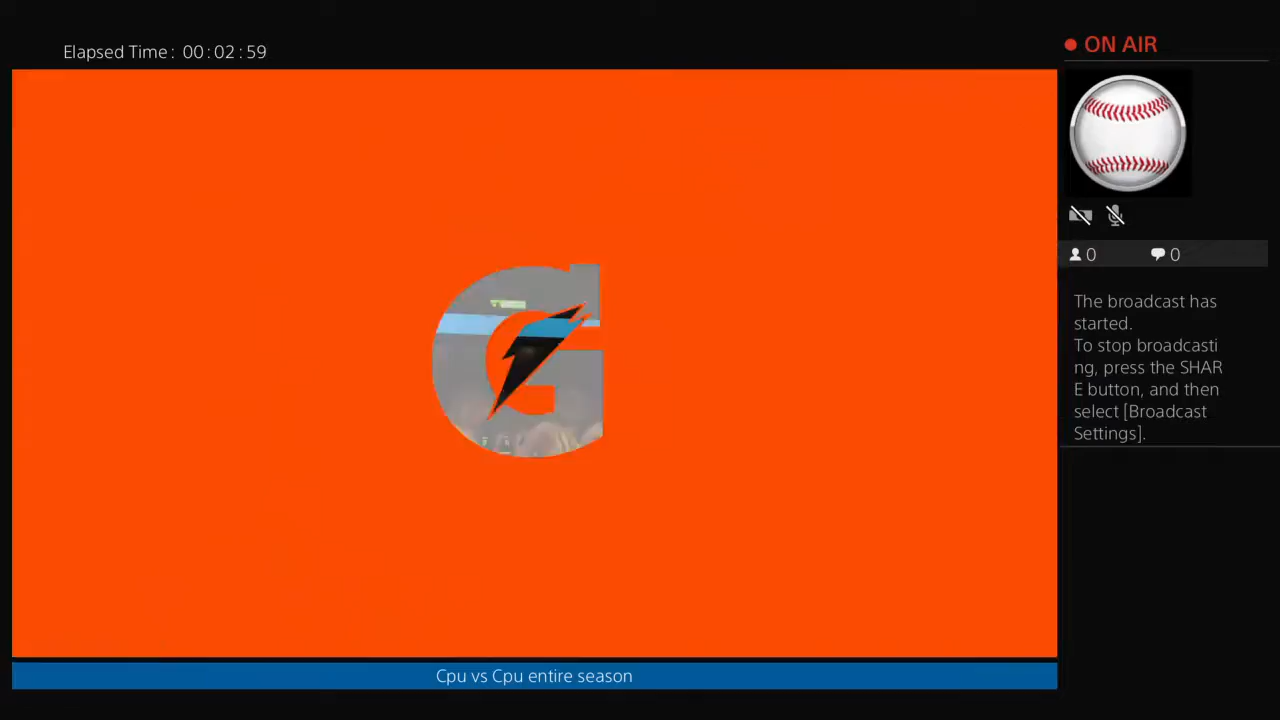 Elapsed Time: 00:02:59
ON AIR
G
0
0
The broadcast has
started.
To stop broadcasti
ng, press the SHAR
E button, and then
select [Broadcast
Settings].
Cpu vs Cpu entire season